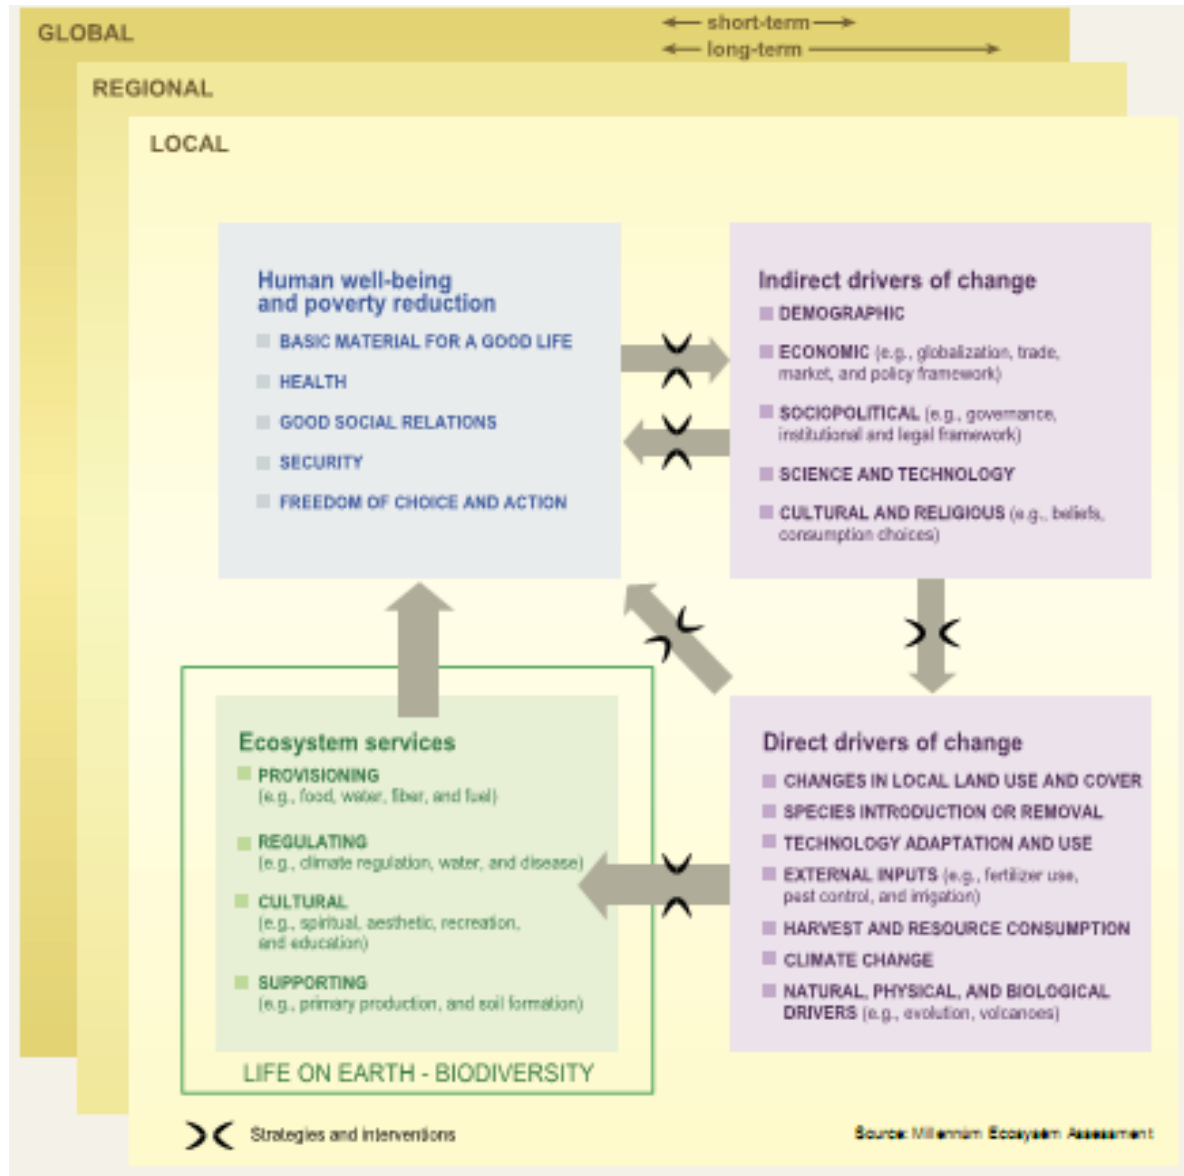 GLOBAL
short-term
long-term
REGIONAL
LOCAL
Human well-being
and poverty reduction
BASIC MATERIAL FOR A GOOD LIFE
HEALTH
GOOD SOCIAL RELATIONS
SECURITY
FREEDOM OF CHOICE AND ACTION
Indirect drivers of change
DEMOGRAPHIC
ECONOMIC (e.g., globalization, trade,
market, and policy framework)
SOCIOPOLITICAL (e.g., governance,
institutional and legal framework)
SCIENCE AND TECHNOLOGY
CULTURAL AND RELIGIOUS (e.g., beliefs,
consumption choices)
Ecosystem services
PROVISIONING
(e.g., food, water, fiber, and fuel)
REGULATING
(e.g., climate regulation, water, and disease)
CULTURAL
(e.g., spiritual, aesthetic, recreation,
and education)
SUPPORTING
(e.g., primary production, and soil formation)
LIFE ON EARTH - BIODIVERSITY
Direct drivers of change
CHANGES IN LOCAL LAND USE AND COVER
SPECIES INTRODUCTION OR REMOVAL
TECHNOLOGY ADAPTATION AND USE
EXTERNAL INPUTS (e.g., fertilizer use,
pest control, and irrigation)
HARVEST AND RESOURCE CONSUMPTION
CLIMATE CHANGE
NATURAL, PHYSICAL, AND BIOLOGICAL
DRIVERS (e.g., evolution, volcanoes)
Strategies and interventions
Source: Ecosystem Assessment